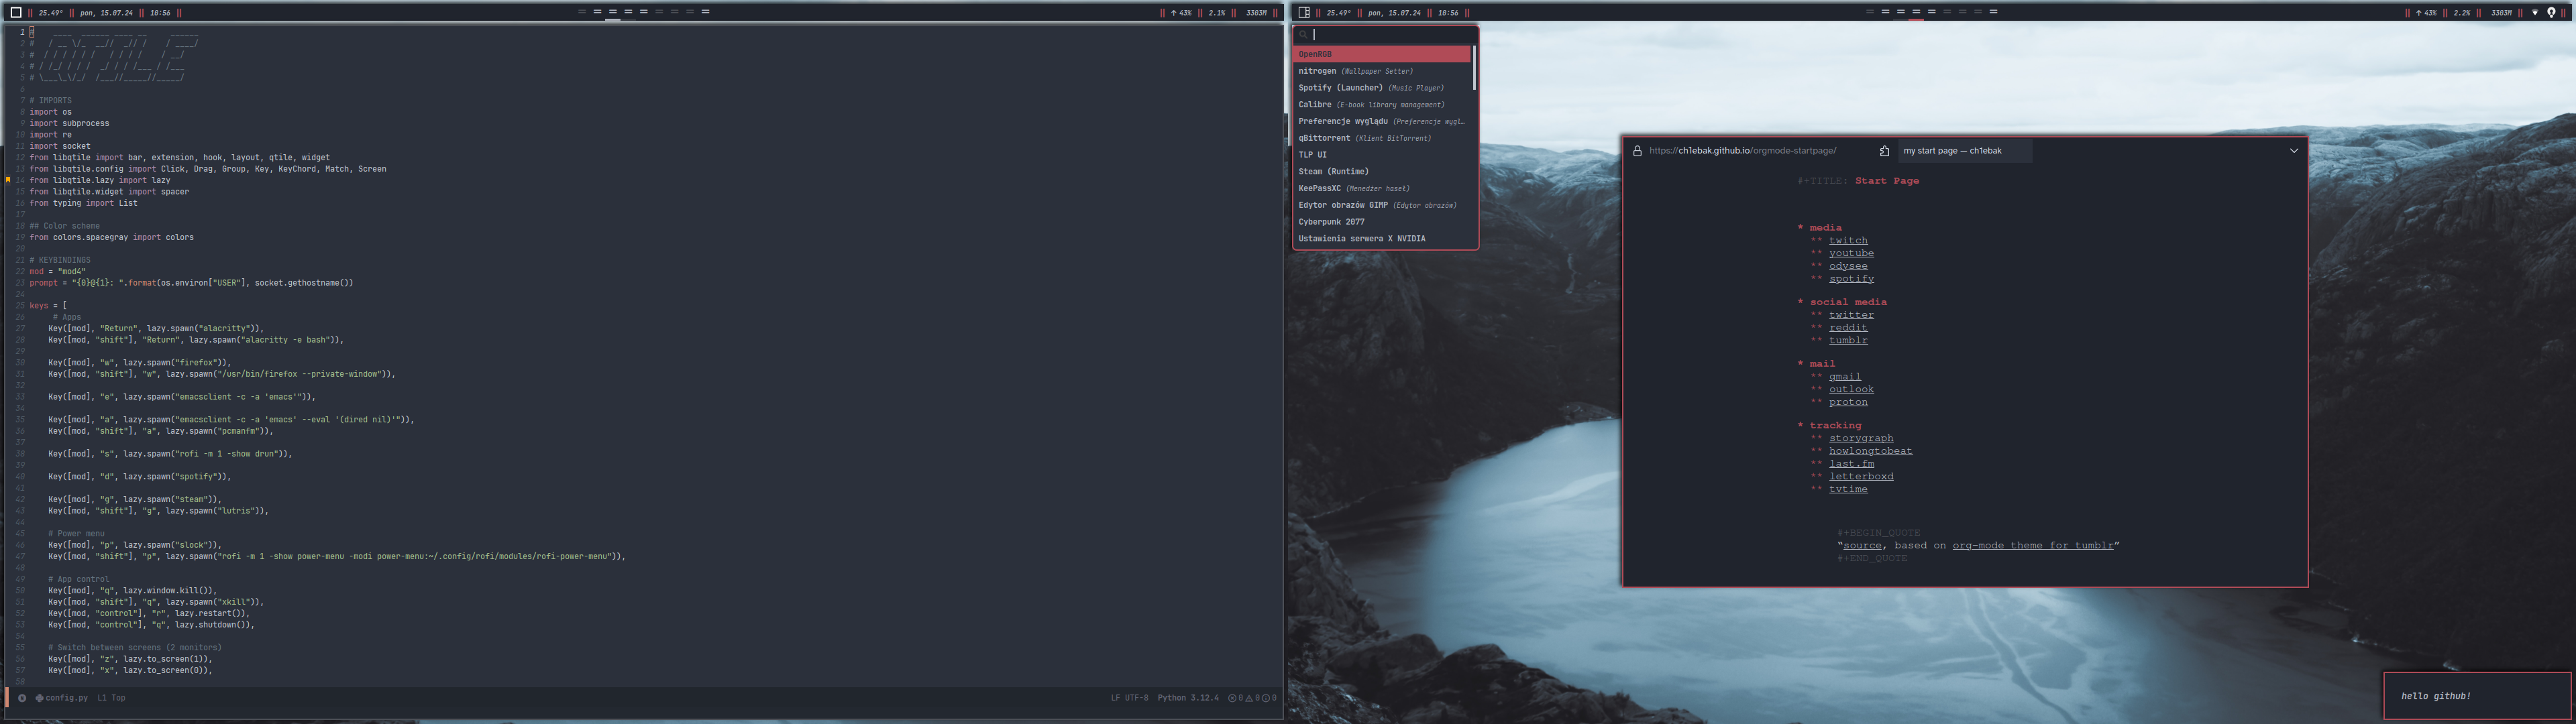 25.49° || pon, 15.07.24 || 10:56 ||
|| ↑ 43% || 2.1% || 3303M ||
1 #    ____  ______ ____ __     ______
2 #   / __ \/_  __//  _// /    / ____/
3 #  / / / / / /   / / / /    / __/
4 # / /_/ / / /  _/ / / /___ / /___
5 # \___\_\/_/  /___//_____//_____/
6
7 # IMPORTS
8 import os
9 import subprocess
10 import re
11 import socket
12 from libqtile import bar, extension, hook, layout, qtile, widget
13 from libqtile.config import Click, Drag, Group, Key, KeyChord, Match, Screen
14 from libqtile.lazy import lazy
15 from libqtile.widget import spacer
16 from typing import List
17
18 ## Color scheme
19 from colors.spacegray import colors
20
21 # KEYBINDINGS
22 mod = "mod4"
23 prompt = "{0}@{1}: ".format(os.environ["USER"], socket.gethostname())
24
25 keys = [
26 # Apps
27 Key([mod], "Return", lazy.spawn("alacritty")),
28 Key([mod, "shift"], "Return", lazy.spawn("alacritty -e bash")),
29
30 Key([mod], "w", lazy.spawn("firefox")),
31 Key([mod, "shift"], "w", lazy.spawn("/usr/bin/firefox --private-window")),
32
33 Key([mod], "e", lazy.spawn("emacsclient -c -a 'emacs'")),
34
35 Key([mod], "a", lazy.spawn("emacsclient -c -a 'emacs' --eval '(dired nil)'")),
36 Key([mod, "shift"], "a", lazy.spawn("pcmanfm")),
37
38 Key([mod], "s", lazy.spawn("rofi -m 1 -show drun")),
39
40 Key([mod], "d", lazy.spawn("spotify")),
41
42 Key([mod], "g", lazy.spawn("steam")),
43 Key([mod, "shift"], "g", lazy.spawn("lutris")),
44
45 # Power menu
46 Key([mod], "p", lazy.spawn("slock")),
47 Key([mod, "shift"], "p", lazy.spawn("rofi -m 1 -show power-menu -modi power-menu:~/.config/rofi/modules/rofi-power-menu")),
48
49 # App control
50 Key([mod], "q", lazy.window.kill()),
51 Key([mod, "shift"], "q", lazy.spawn("xkill")),
52 Key([mod, "control"], "r", lazy.restart()),
53 Key([mod, "control"], "q", lazy.shutdown()),
54
55 # Switch between screens (2 monitors)
56 Key([mod], "z", lazy.to_screen(1)),
57 Key([mod], "x", lazy.to_screen(0)),
58
config.py L1 Top
LF UTF-8 Python 3.12.4 0 0 0
25.49° || pon, 15.07.24 || 10:56 ||
|| ↑ 43% || 2.2% || 3303M ||
OpenRGB
nitrogen (Wallpaper Setter)
Spotify (Launcher) (Music Player)
Calibre (E-book library management)
Preferencje wyglądu (Preferencje wygl…
qBittorrent (Klient BitTorrent)
TLP UI
Steam (Runtime)
KeePassXC (Menedżer haseł)
Edytor obrazów GIMP (Edytor obrazów)
Cyberpunk 2077
Ustawienia serwera X NVIDIA
https://ch1ebak.github.io/orgmode-startpage/
my start page — ch1ebak
#+TITLE: Start Page
* media
** twitch
** youtube
** odysee
** spotify
* social media
** twitter
** reddit
** tumblr
* mail
** gmail
** outlook
** proton
* tracking
** storygraph
** howlongtobeat
** last.fm
** letterboxd
** tvtime
#+BEGIN_QUOTE
“source, based on org-mode theme for tumblr”
#+END_QUOTE
hello github!